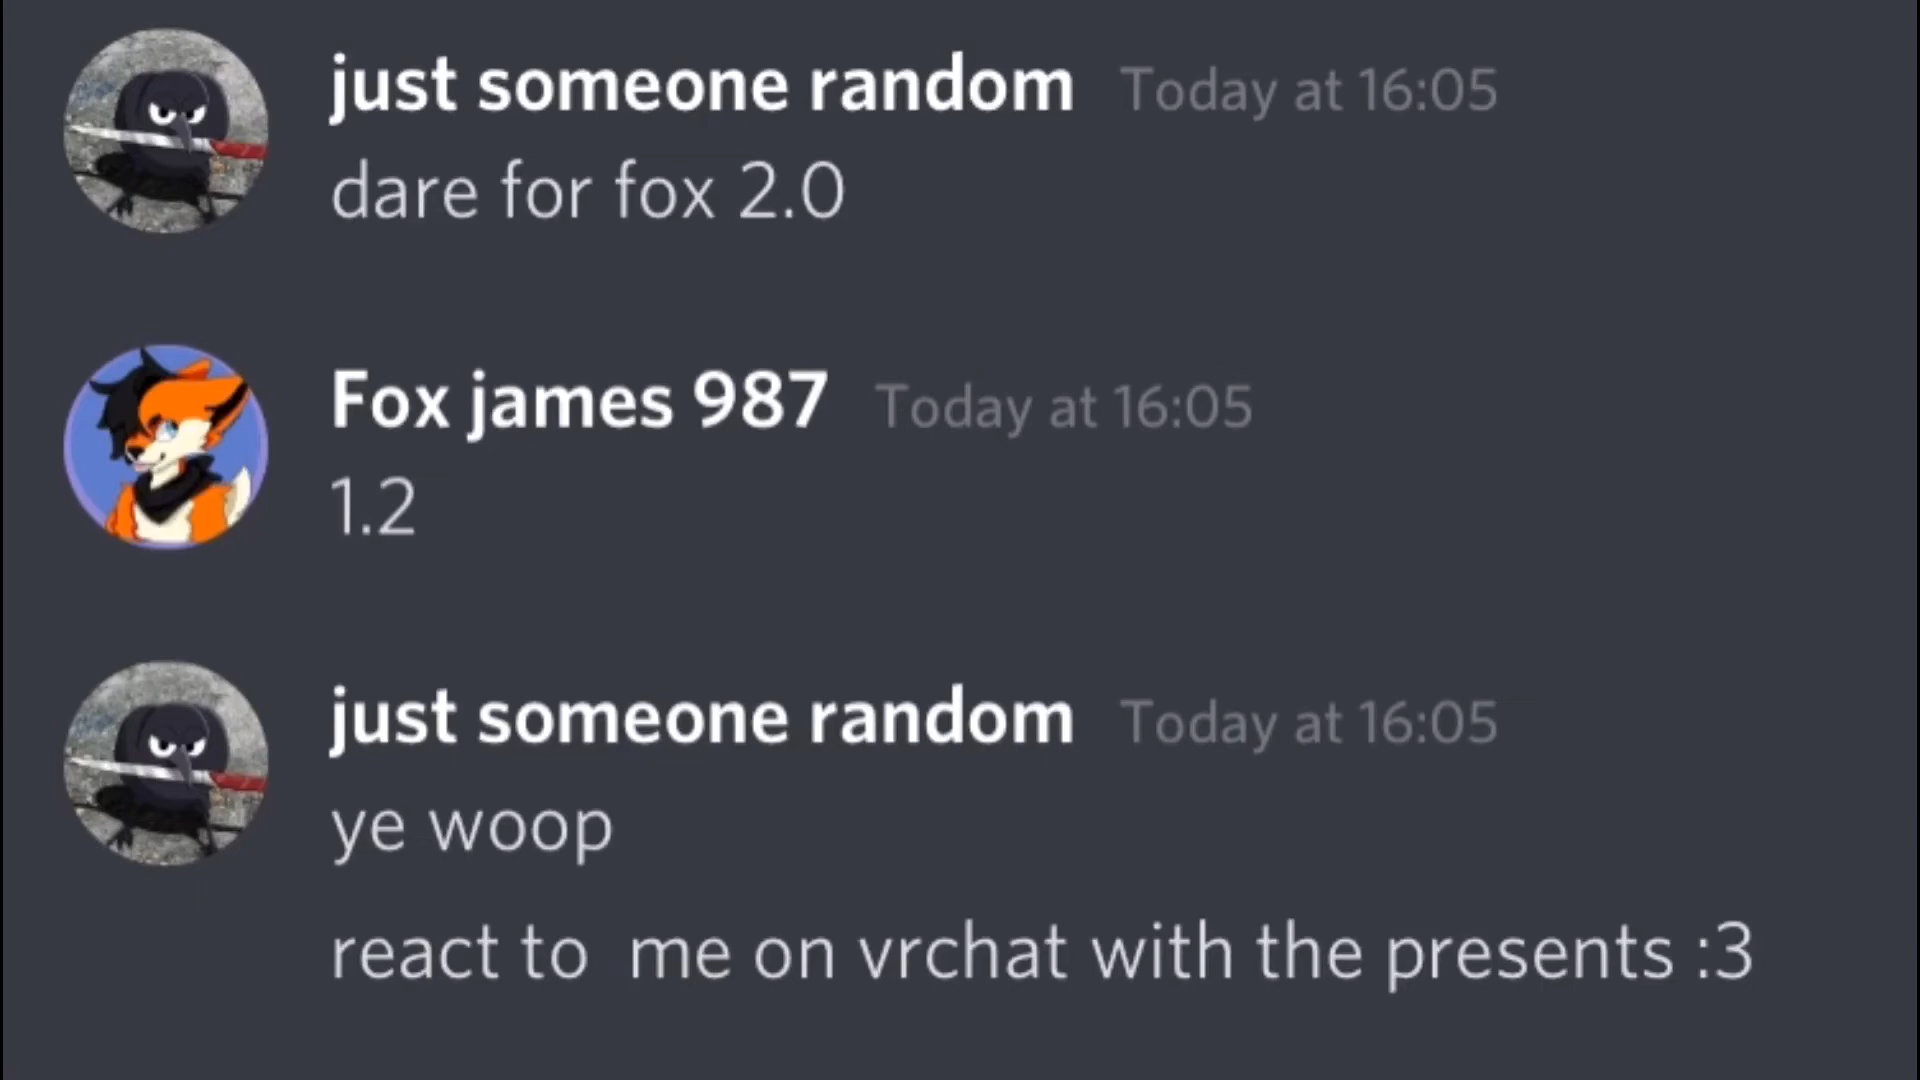 just someone random Today at 16:05
dare for fox 2.0
Fox james 987 Today at 16:05
1.2
just someone random Today at 16:05
ye woop
react to  me on vrchat with the presents :3